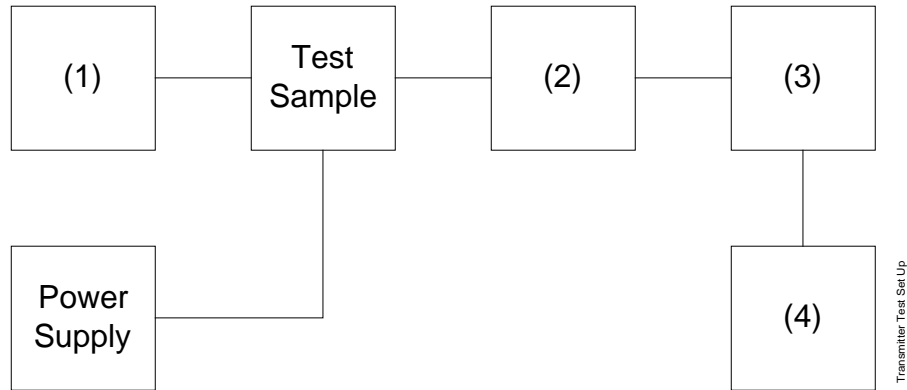 (1)
Test
Sample
(2)
(3)
Power
Supply
(4)
Transmitter Test Set Up